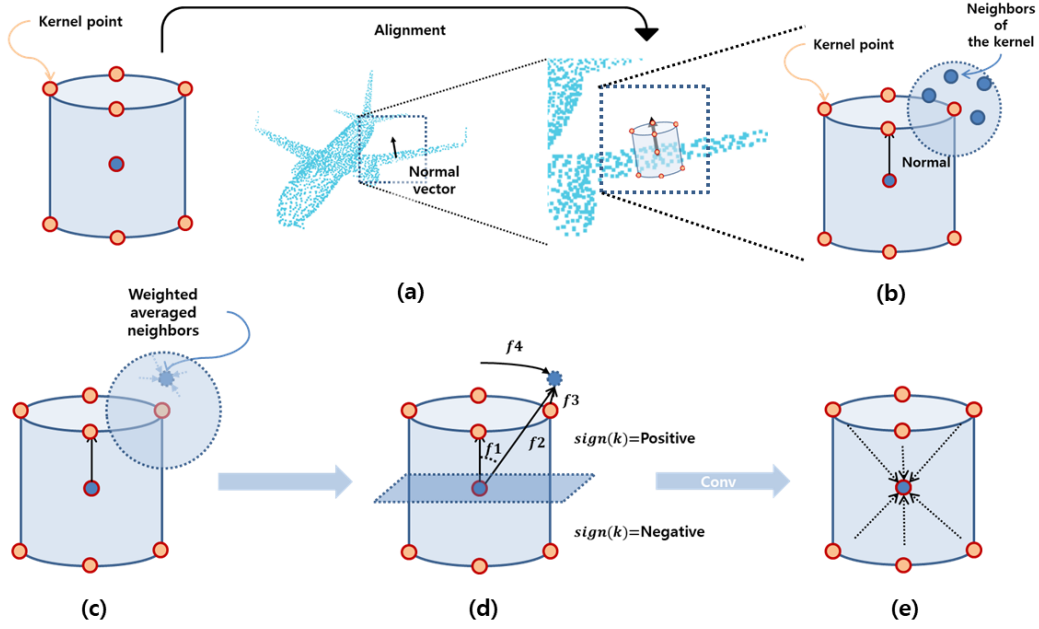 Kernel point
Alignment
Normal
vector
(a)
Kernel point
Neighbors
of the kernel
Normal
(b)
Weighted
averaged
neighbors
(c)
f4
f3
f1
f2
sign(k)=Positive
sign(k)=Negative
(d)
Conv
(e)